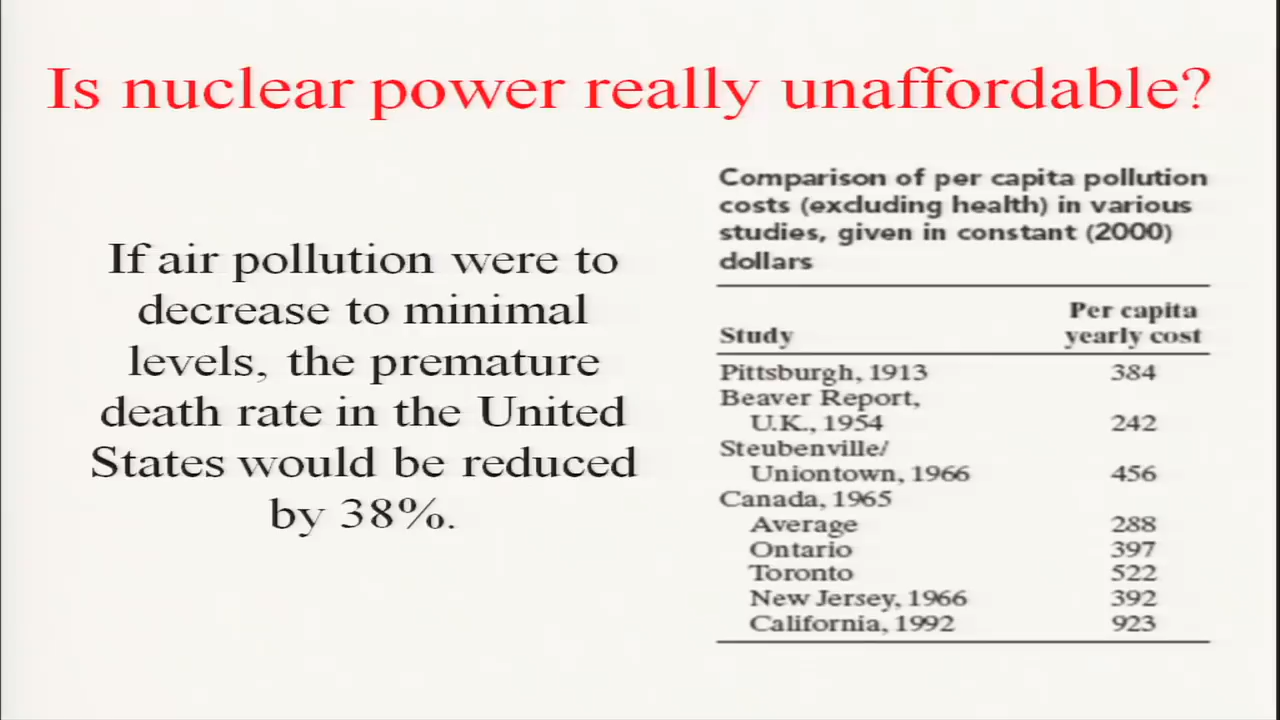 Is nuclear power really unaffordable?
If air pollution were to
decrease to minimal
levels, the premature
death rate in the United
States would be reduced
by 38%.
Comparison of per capita pollution
costs (excluding health) in various
studies, given in constant (2000)
dollars
Per capita
Study yearly cost
Pittsburgh, 1913 384
Beaver Report,
U.K., 1954 242
Steubenville/
Uniontown, 1966 456
Canada, 1965
Average 288
Ontario 397
Toronto 522
New Jersey, 1966 392
California, 1992 923